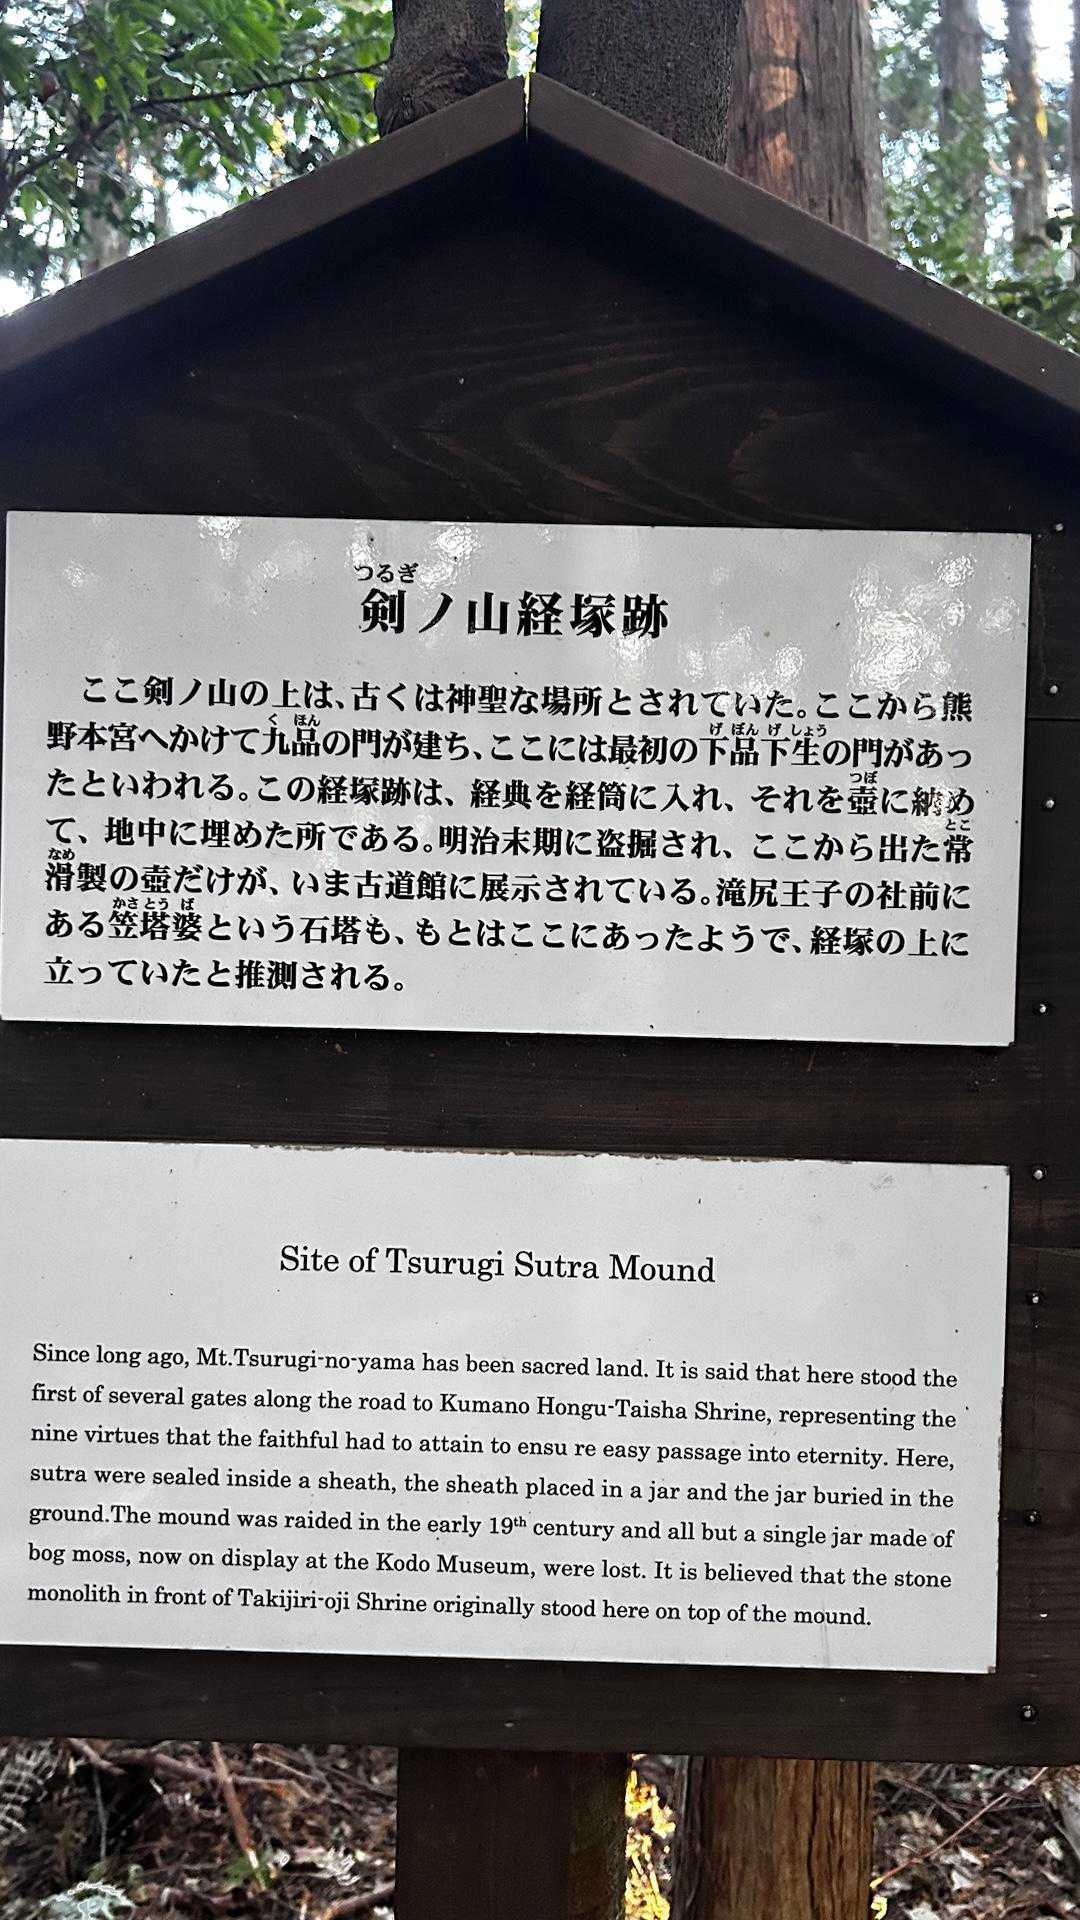 つるぎ
剣ノ山経塚跡
ここ剣ノ山の上は、古くは神聖な場所とされていた。ここから熊
く ほん げ ぼん げ しょう
野本宮へかけて九品の門が建ち、ここには最初の下品下生の門があっ
つぼ
たといわれる。この経塚跡は、経典を経筒に入れ、それを壺に納め
とこ
て、地中に埋めた所である。明治末期に盗掘され、ここから出た常
なめ
滑製の壺だけが、いま古道館に展示されている。滝尻王子の社前に
かさ とう ば
ある笠塔婆という石塔も、もとはここにあったようで、経塚の上に
立っていたと推測される。
Site of Tsurugi Sutra Mound
Since long ago, Mt.Tsurugi-no-yama has been sacred land. It is said that here stood the
first of several gates along the road to Kumano Hongu-Taisha Shrine, representing the
nine virtues that the faithful had to attain to ensu re easy passage into eternity. Here,
sutra were sealed inside a sheath, the sheath placed in a jar and the jar buried in the
ground.The mound was raided in the early 19th century and all but a single jar made of
bog moss, now on display at the Kodo Museum, were lost. It is believed that the stone
monolith in front of Takijiri-oji Shrine originally stood here on top of the mound.